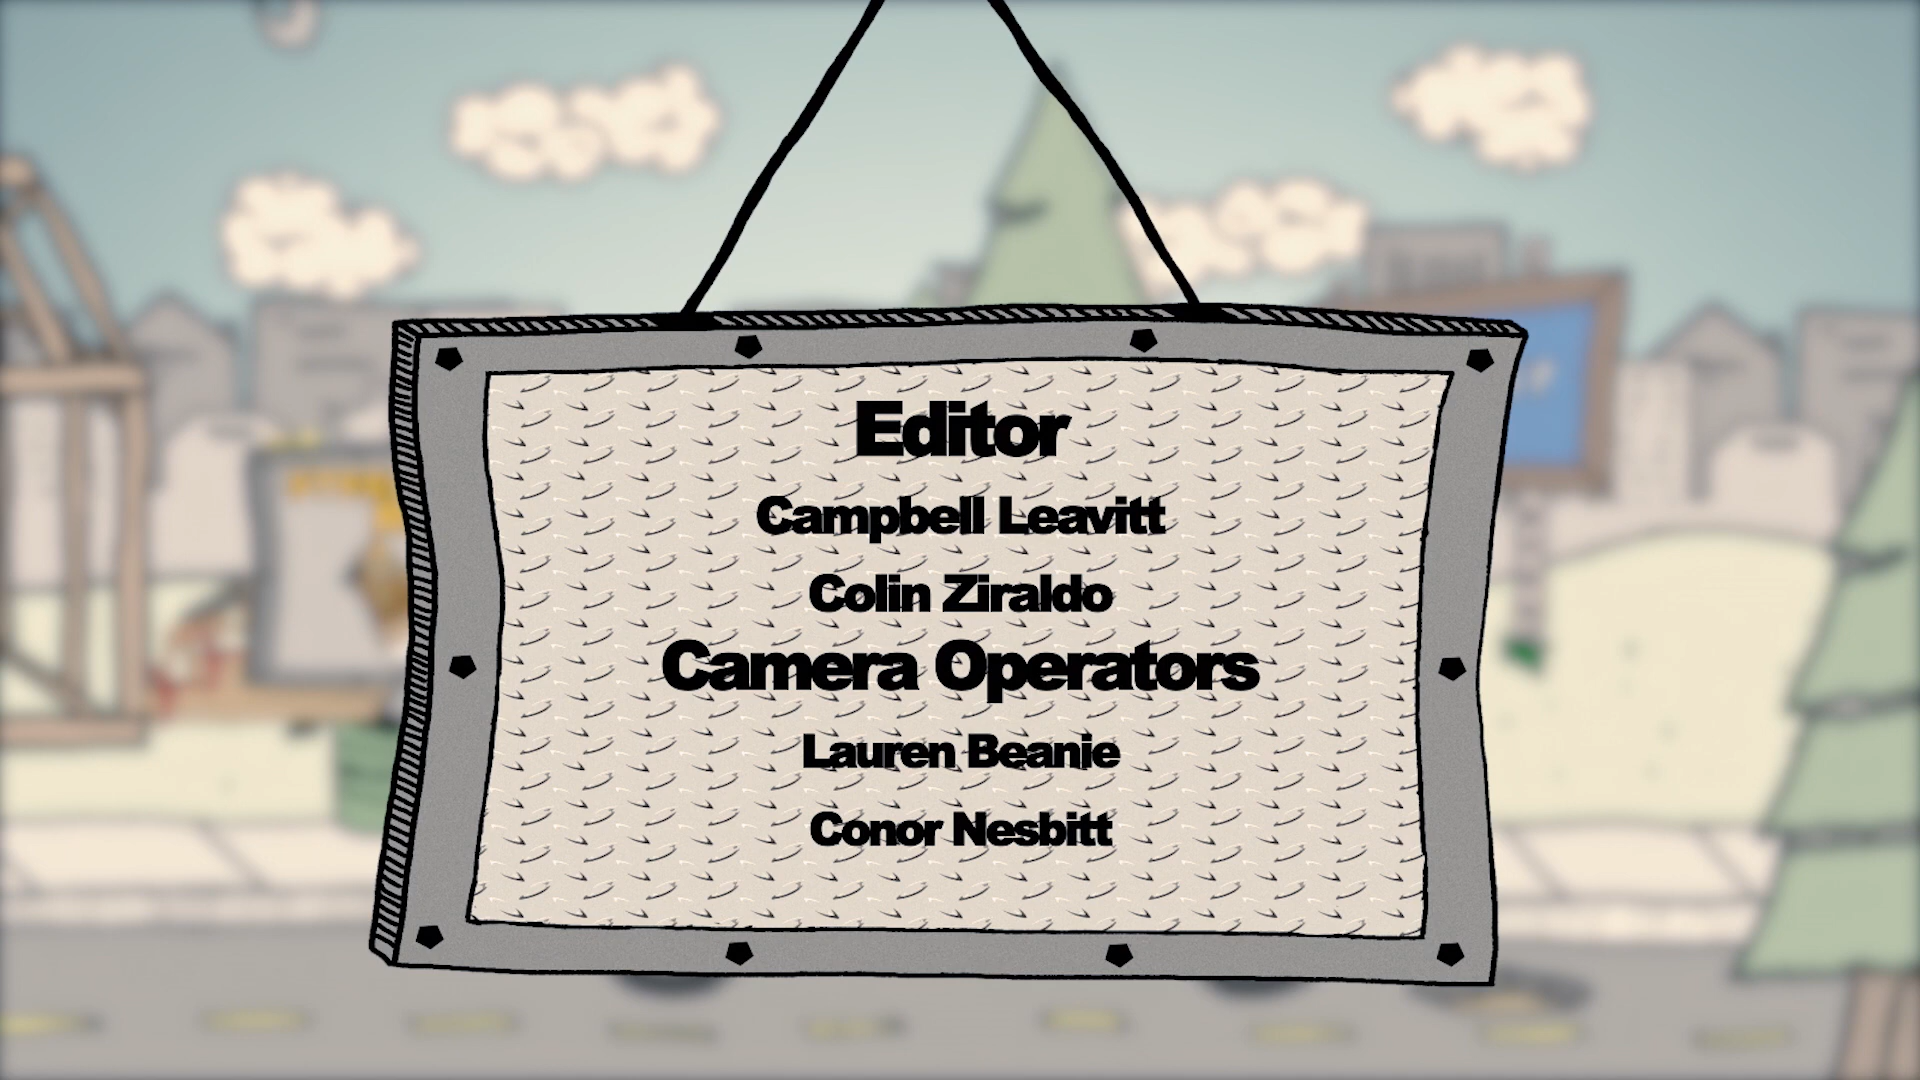 Editor
Campbell Leavitt
Colin Ziraldo
Camera Operators
Lauren Beanie
Conor Nesbitt